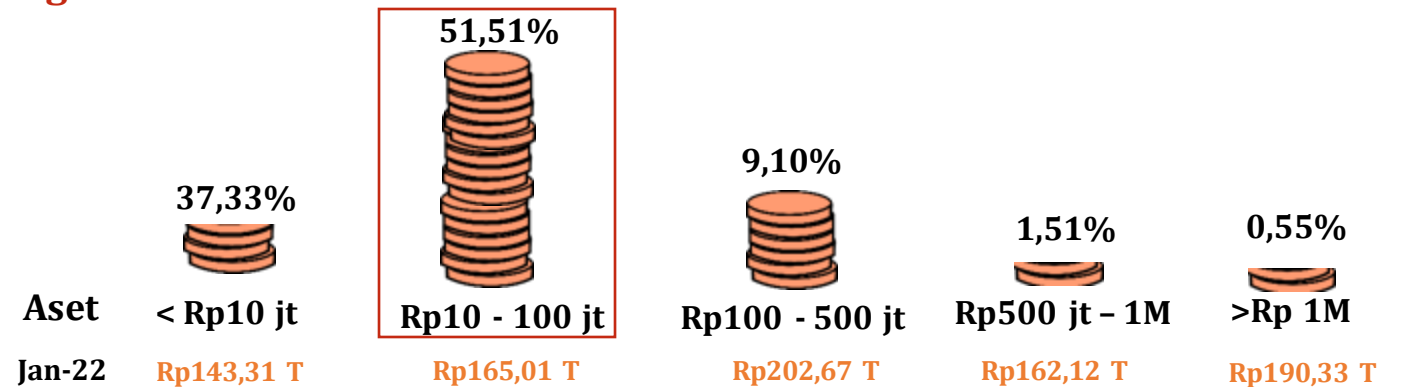 51,51%
9,10%
37,33%
1,51%
0,55%
Aset < Rp10 jt Rp10 - 100 jt Rp100 - 500 jt Rp500 jt – 1M >Rp 1M
Jan-22 Rp143,31 T Rp165,01 T Rp202,67 T Rp162,12 T Rp190,33 T